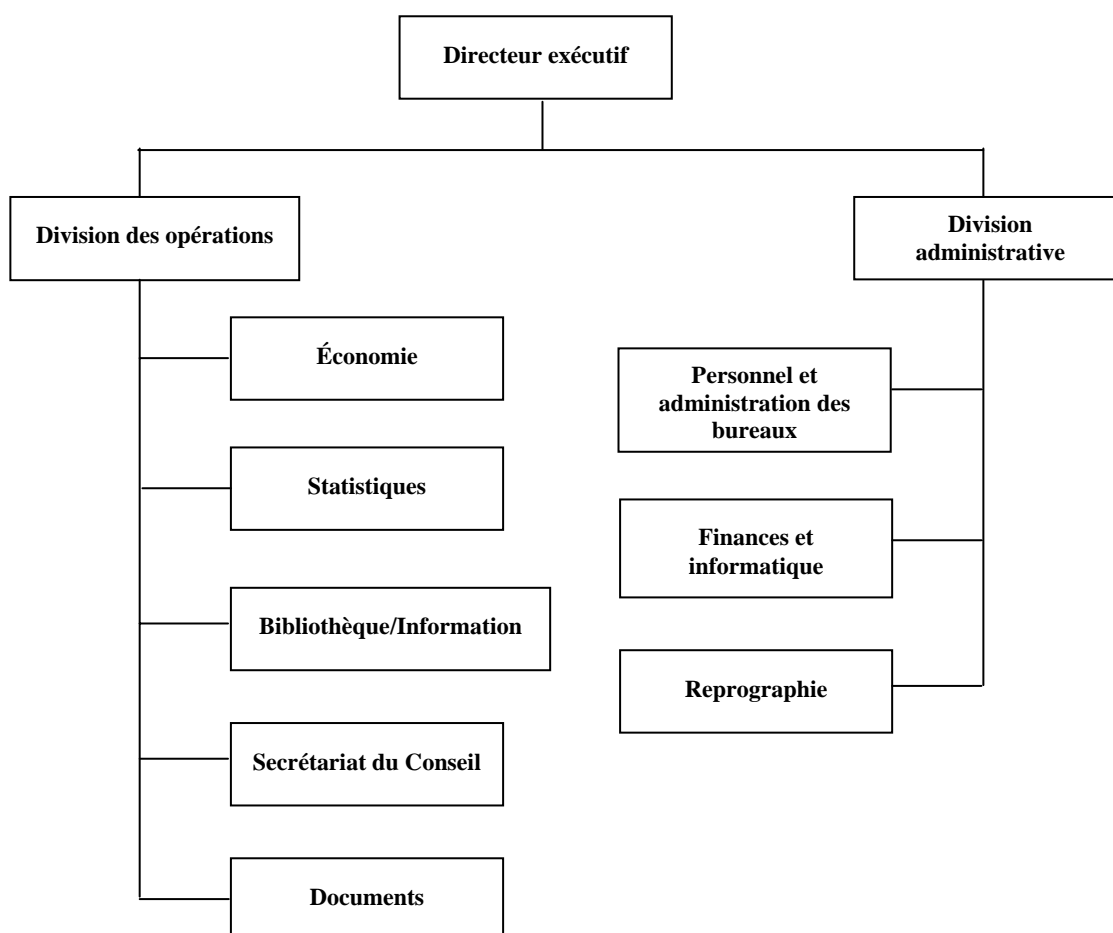 Directeur exécutif
Division des opérations
Division
administrative
Économie
Statistiques
Bibliothèque/Information
Secrétariat du Conseil
Documents
Personnel et
administration des
bureaux
Finances et
informatique
Reprographie